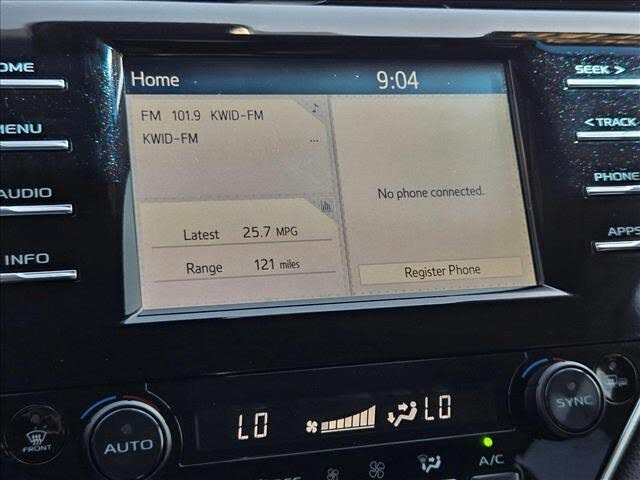 Home 9:04
FM 101.9 KWID-FM
KWID-FM ...
No phone connected.
Latest 25.7 MPG
Range 121 miles
Register Phone
OME
MENU
AUDIO
INFO
SEEK >
< TRACK
PHONE
APPS
LO LO
FRONT
AUTO
SYNC
A/C